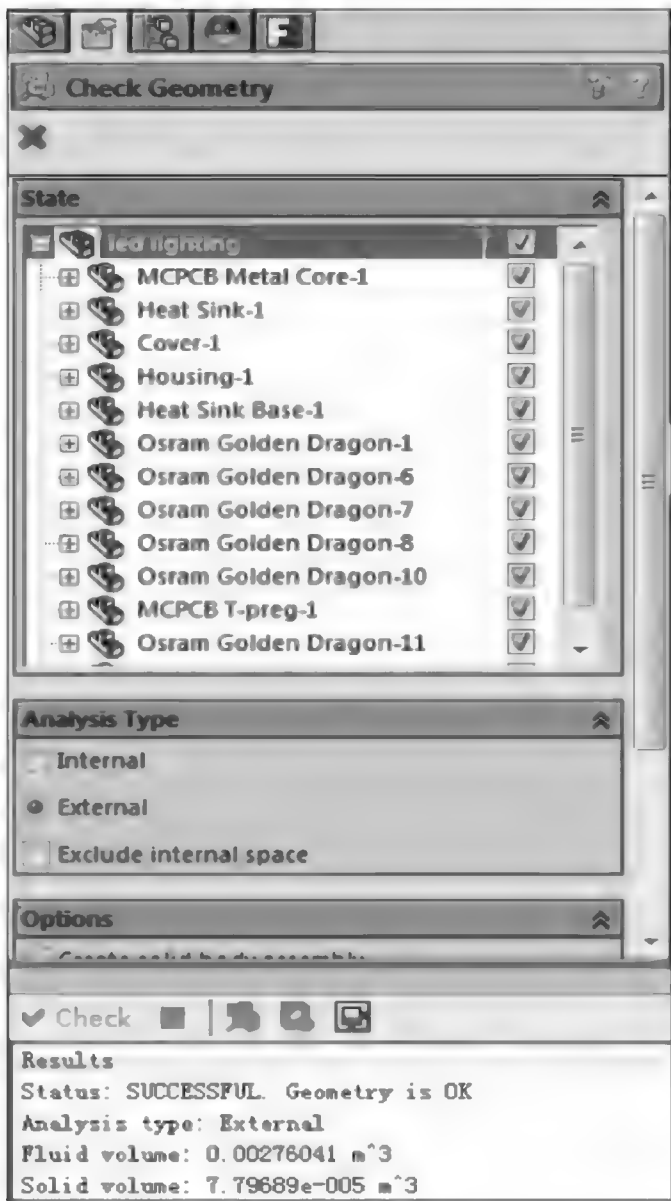 Check Geometry
State
led lighting
MCPCB Metal Core-1
Heat Sink-1
Cover-1
Housing-1
Heat Sink Base-1
Osram Golden Dragon-1
Osram Golden Dragon-6
Osram Golden Dragon-7
Osram Golden Dragon-8
Osram Golden Dragon-10
MCPCB T-preg-1
Osram Golden Dragon-11
Analysis Type
Internal
External
Exclude internal space
Options
Create solid body assembly
Check
Results
Status: SUCCESSFUL. Geometry is OK
Analysis type: External
Fluid volume: 0.00276041 m^3
Solid volume: 7.79689e-005 m^3